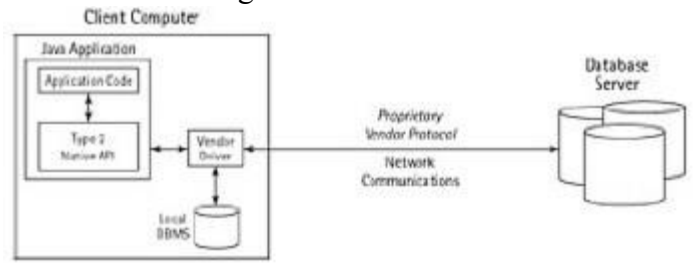 Client Computer
Java Application
Application Code
Type 2
Native API
Vendor
Driver
Local
DBMS
Proprietary
Vendor Protocol
Network
Communications
Database
Server